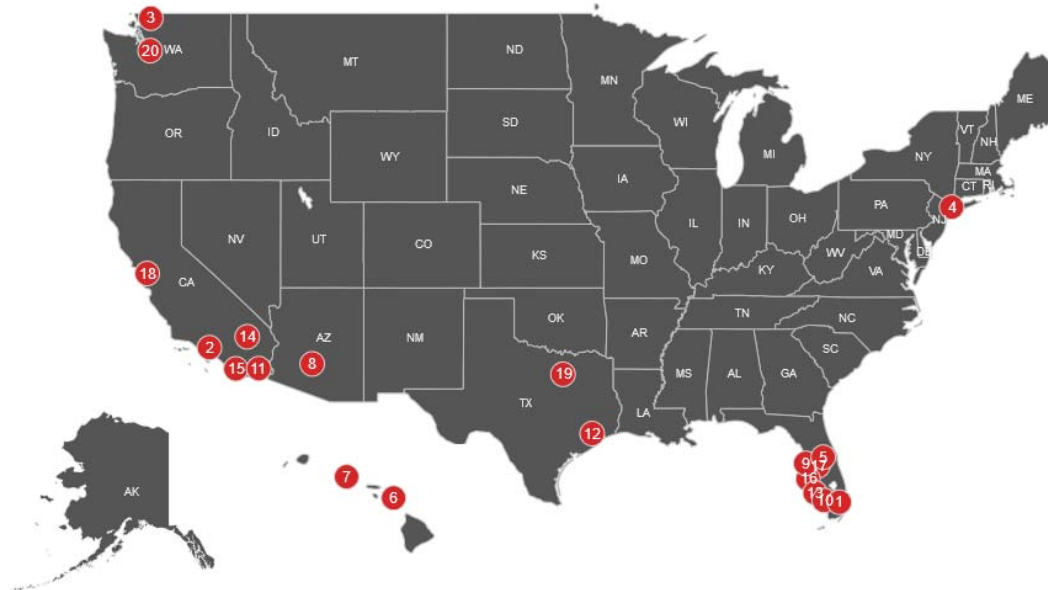 3
20
WA
MT
ND
MN
ME
OR
ID
SD
WI
VT
NH
WY
MI
NY
MA
CT
RI
IA
NE
PA
4
NJ
NV
UT
CO
IL
IN
OH
MD
DE
KS
MO
WV
VA
KY
18
CA
TN
NC
OK
AR
14
AZ
NM
SC
2
15
11
8
19
MS
AL
GA
TX
LA
12
9
5
17
16
7
6
13
10
1
AK